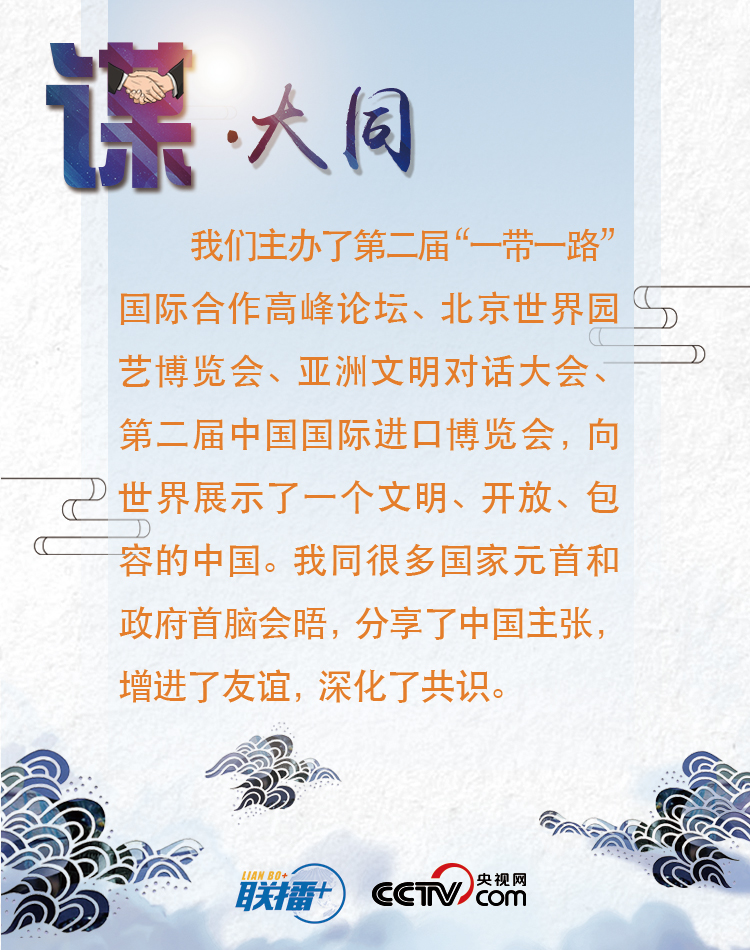 谋·大同
我们主办了第二届“一带一路”
国际合作高峰论坛、北京世界园
艺博览会、亚洲文明对话大会、
第二届中国国际进口博览会，向
世界展示了一个文明、开放、包
容的中国。我同很多国家元首和
政府首脑会晤，分享了中国主张，
增进了友谊，深化了共识。
LIAN BO+
联播+
CCTV.com 央视网